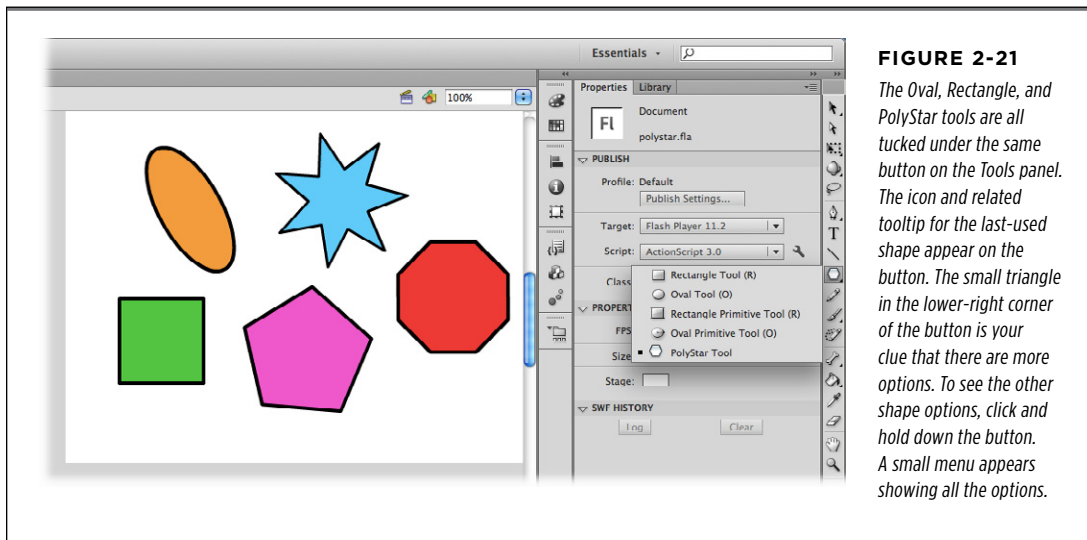 Essentials
100%
Properties Library
Fl
Document
polystar.fla
PUBLISH
Profile: Default
Publish Settings...
Target: Flash Player 11.2
Script: ActionScript 3.0
Class
Rectangle Tool (R)
Oval Tool (O)
Rectangle Primitive Tool (R)
Oval Primitive Tool (O)
PolyStar Tool
PROPERT
FPS
Size
Stage:
SWF HISTORY
Log Clear
T
FIGURE 2-21
The Oval, Rectangle, and
PolyStar tools are all
tucked under the same
button on the Tools panel.
The icon and related
tooltip for the last-used
shape appear on the
button. The small triangle
in the lower-right corner
of the button is your
clue that there are more
options. To see the other
shape options, click and
hold down the button.
A small menu appears
showing all the options.